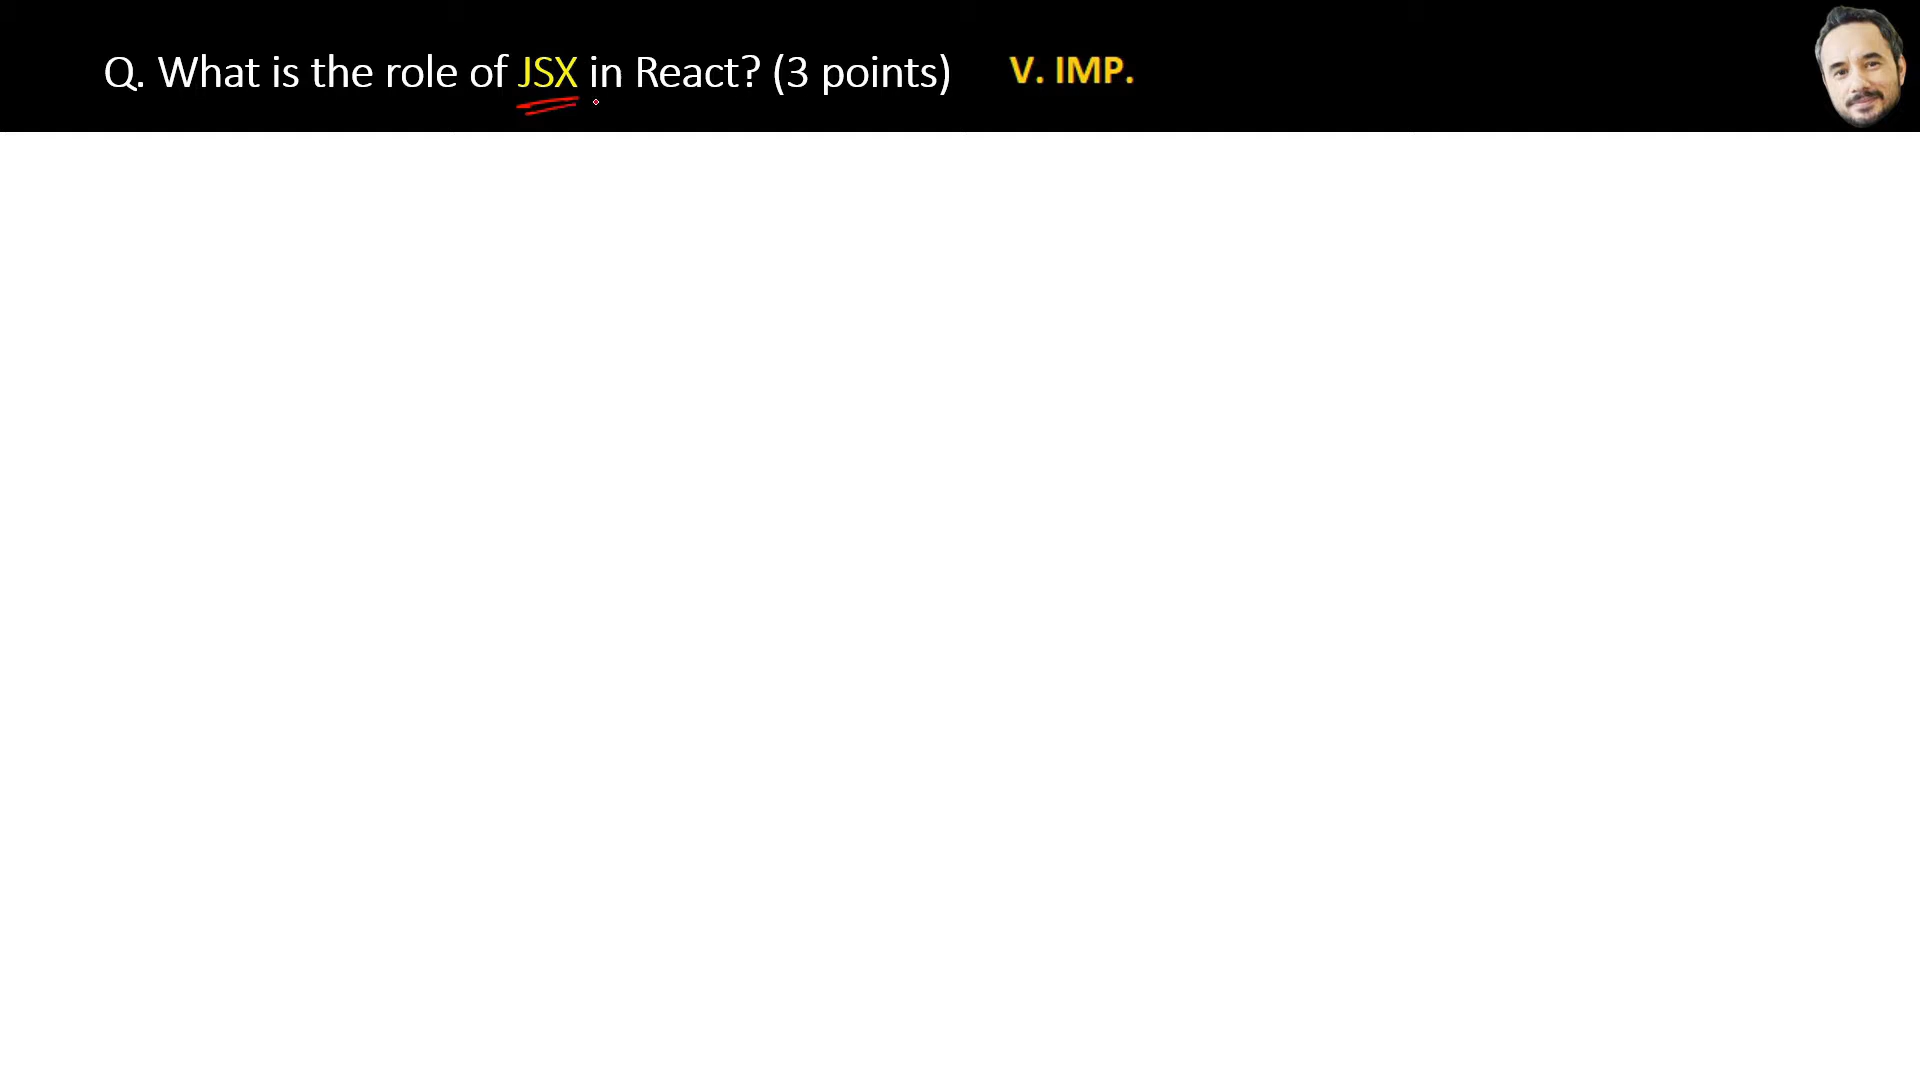 Q. What is the role of JSX in React? (3 points) V. IMP.